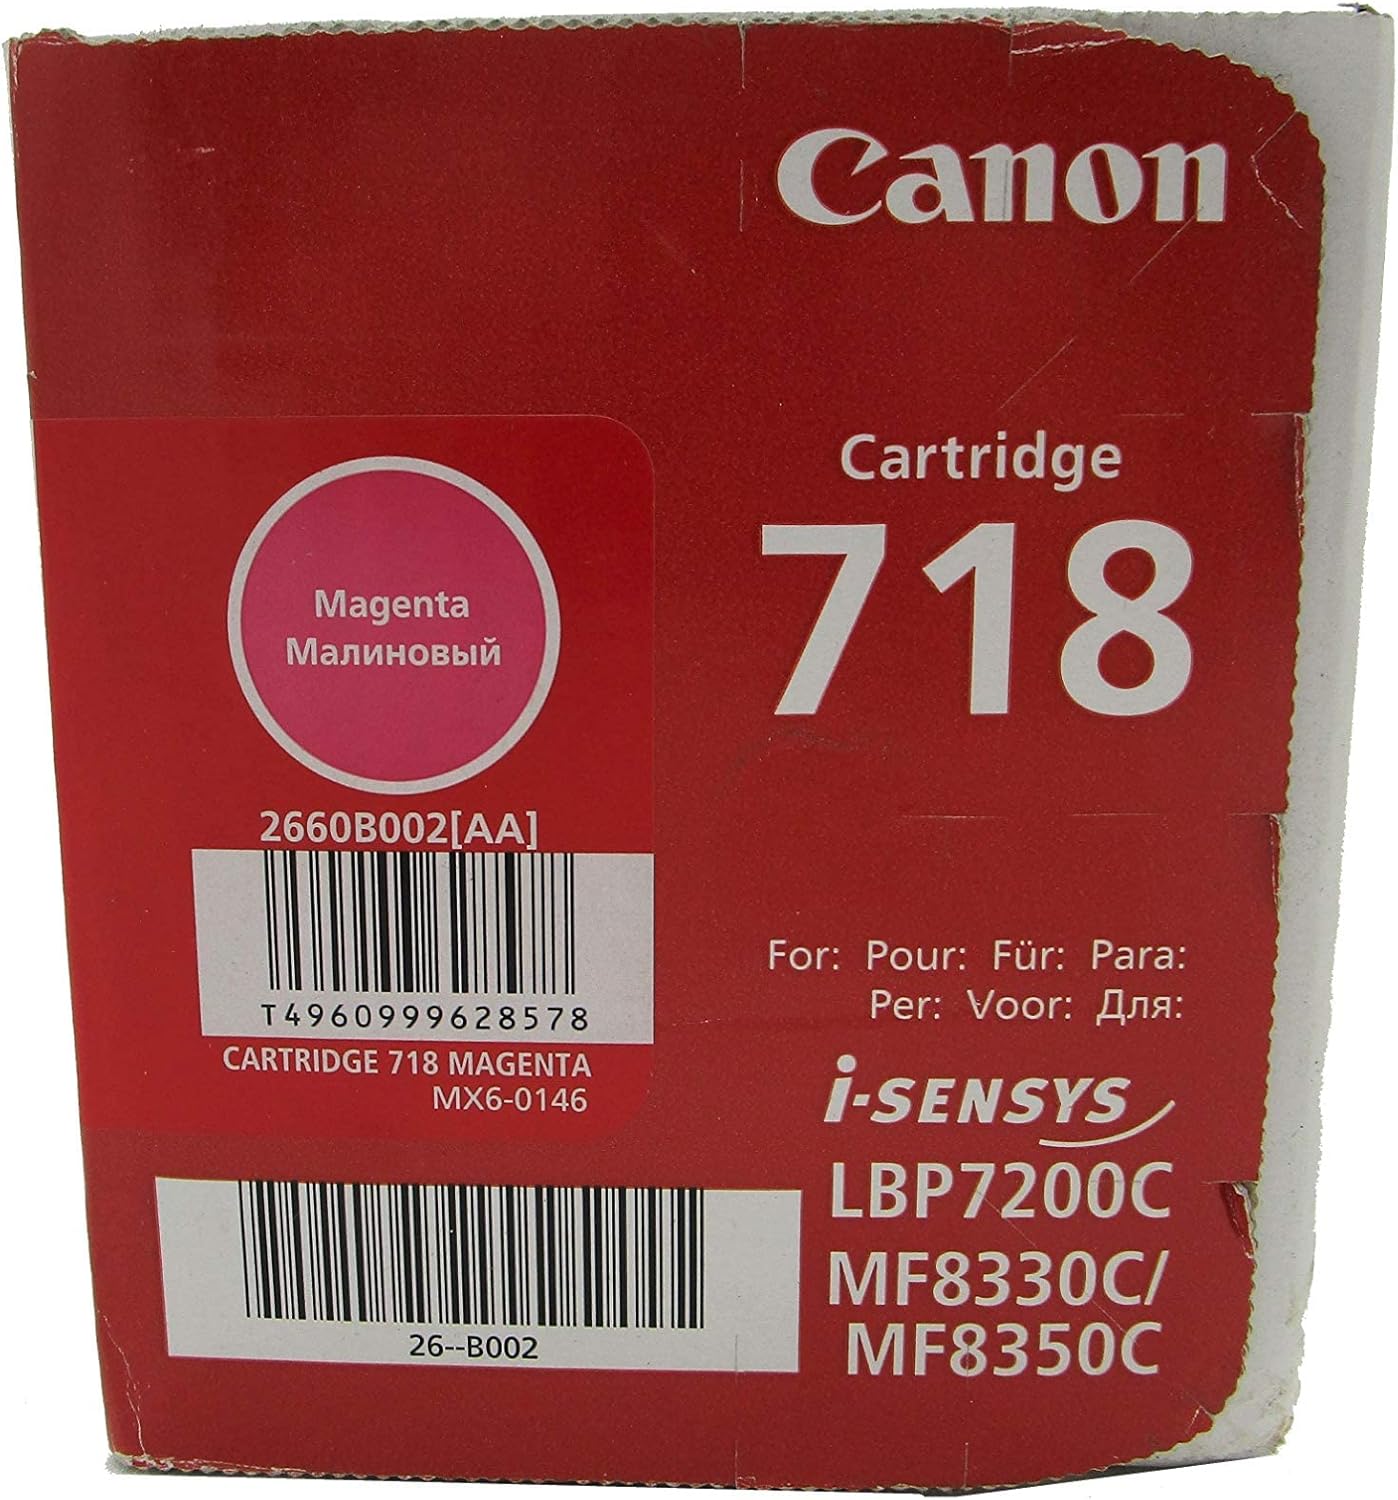 Canon
Cartridge
718
Magenta
Малиновый
2660B002[AA]
T4960999628578
CARTRIDGE 718 MAGENTA
MX6-0146
26--B002
For: Pour: Für: Para:
Per: Voor: Для:
i-SENSYS
LBP7200C
MF8330C/
MF8350C